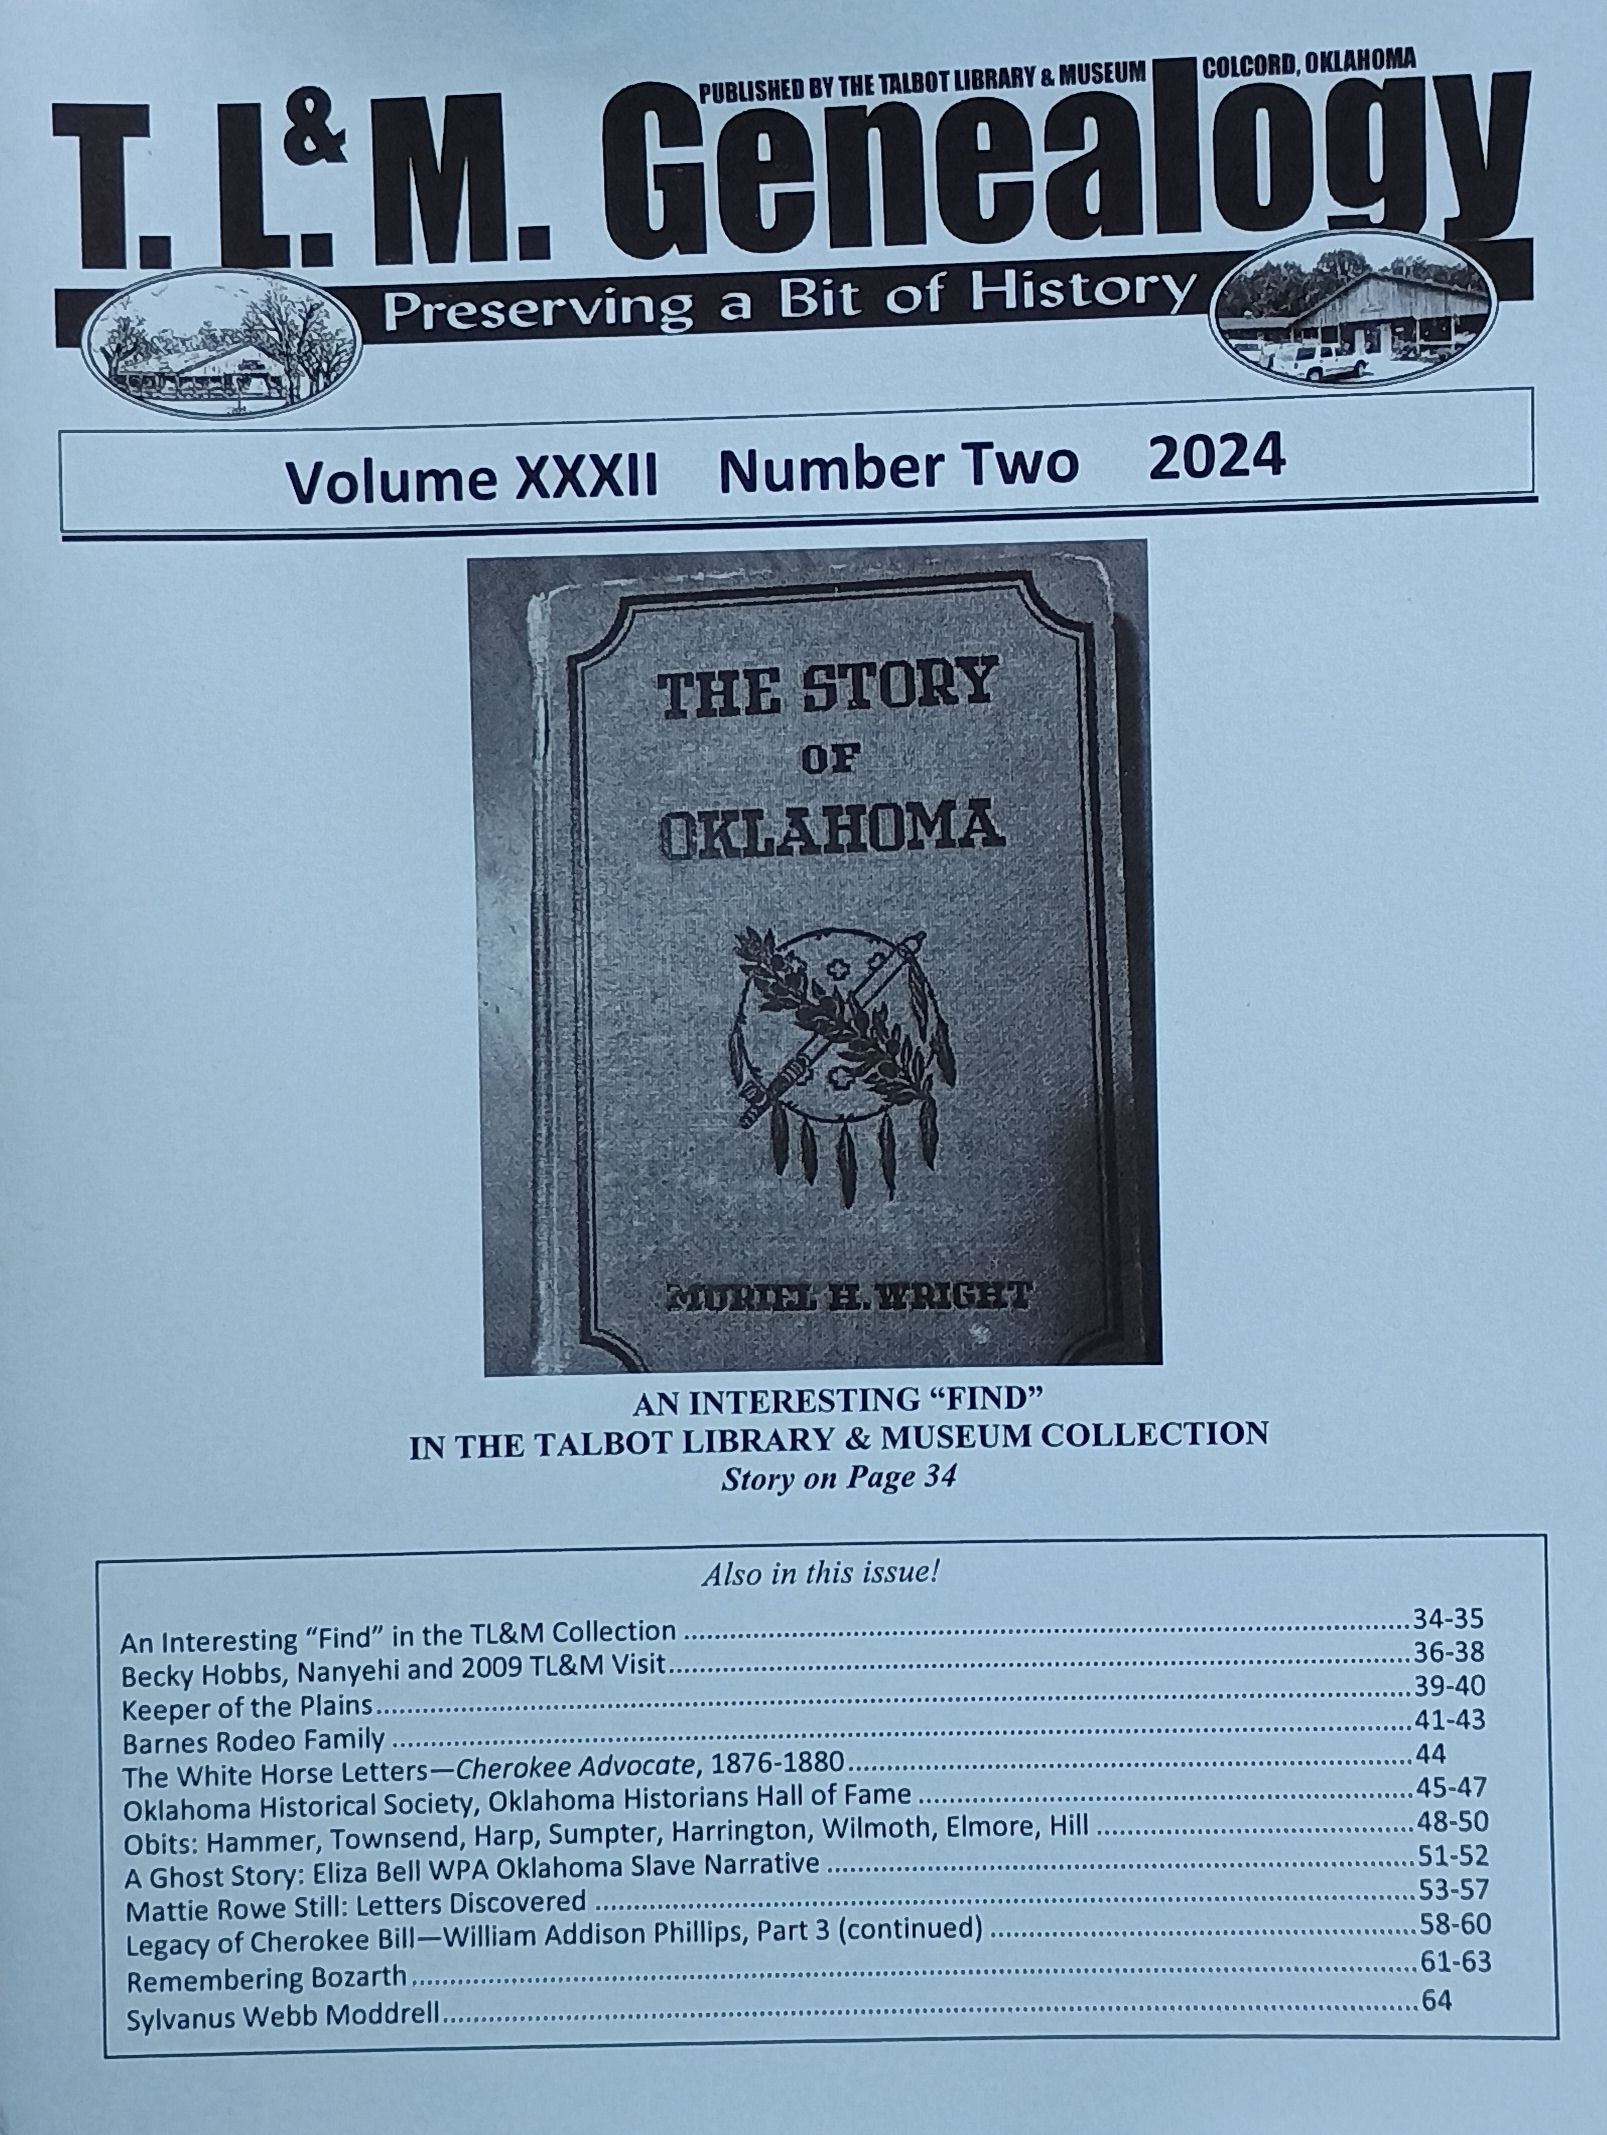 PUBLISHED BY THE TALBOT LIBRARY & MUSEUM COLCORD, OKLAHOMA
T. L. & M. Genealogy
Preserving a Bit of History
Volume XXXII Number Two 2024
THE STORY
OF
OKLAHOMA
MURIEL H. WRIGHT
AN INTERESTING “FIND”
IN THE TALBOT LIBRARY & MUSEUM COLLECTION
Story on Page 34
Also in this issue!
An Interesting “Find” in the TL&M Collection ........ 34-35
Becky Hobbs, Nanyehi and 2009 TL&M Visit ........ 36-38
Keeper of the Plains ........ 39-40
Barnes Rodeo Family ........ 41-43
The White Horse Letters—Cherokee Advocate, 1876-1880 ........ 44
Oklahoma Historical Society, Oklahoma Historians Hall of Fame ........ 45-47
Obits: Hammer, Townsend, Harp, Sumpter, Harrington, Wilmoth, Elmore, Hill ........ 48-50
A Ghost Story: Eliza Bell WPA Oklahoma Slave Narrative ........ 51-52
Mattie Rowe Still: Letters Discovered ........ 53-57
Legacy of Cherokee Bill—William Addison Phillips, Part 3 (continued) ........ 58-60
Remembering Bozarth ........ 61-63
Sylvanus Webb Moddrell ........ 64